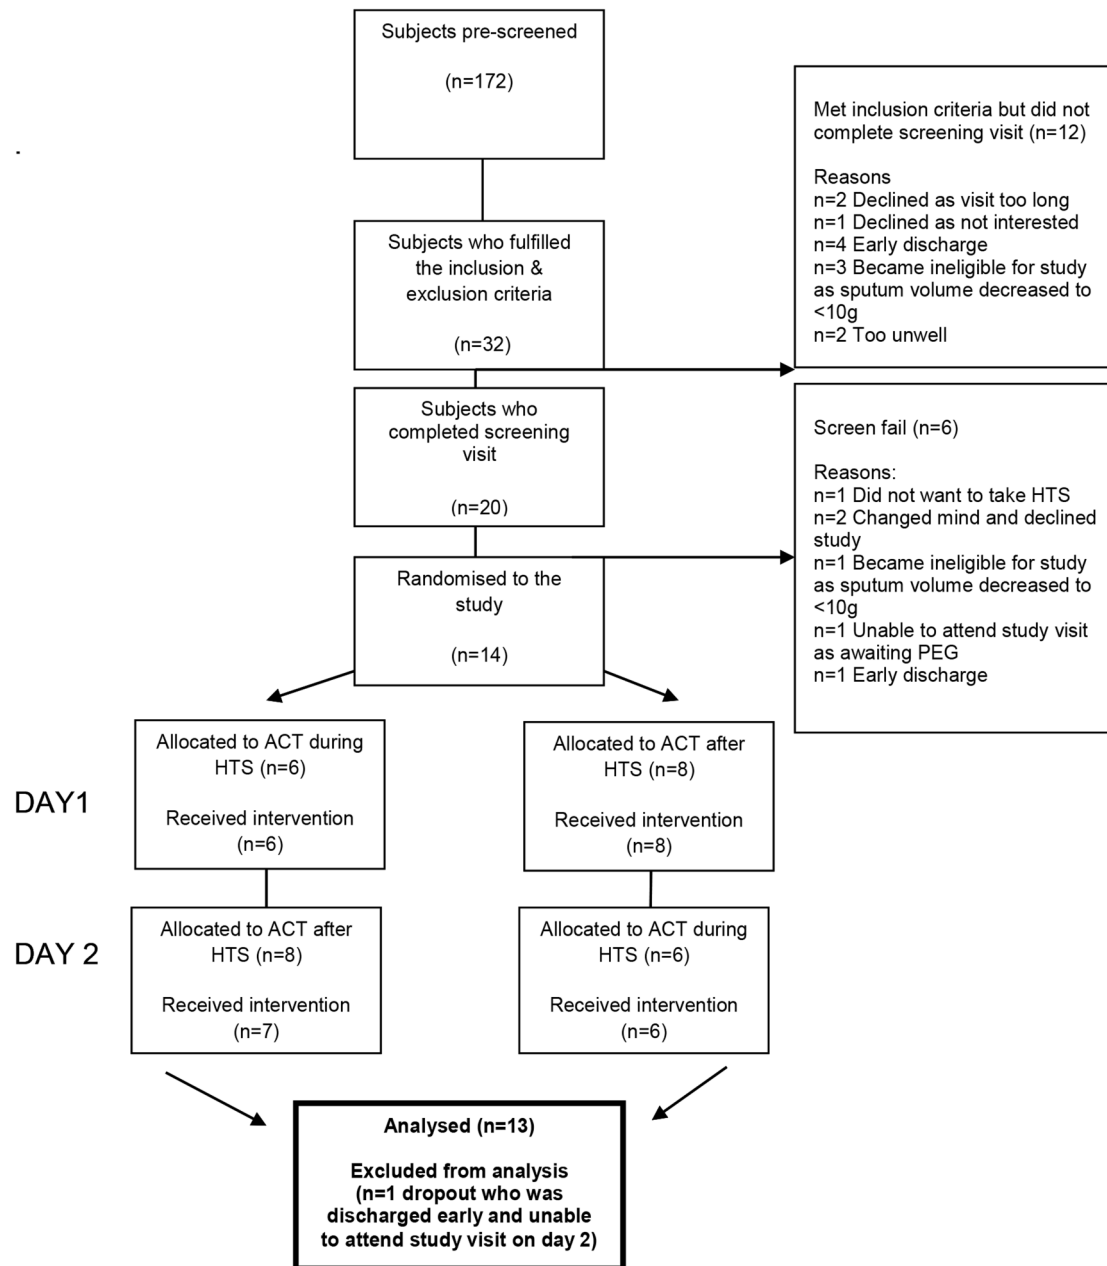 Subjects pre-screened
(n=172)
Met inclusion criteria but did not
complete screening visit (n=12)
Reasons
n=2 Declined as visit too long
n=1 Declined as not interested
n=4 Early discharge
n=3 Became ineligible for study
as sputum volume decreased to
<10g
n=2 Too unwell
Subjects who fulfilled
the inclusion &
exclusion criteria
(n=32)
Subjects who
completed screening
visit
(n=20)
Screen fail (n=6)
Reasons:
n=1 Did not want to take HTS
n=2 Changed mind and declined
study
n=1 Became ineligible for study
as sputum volume decreased to
<10g
n=1 Unable to attend study visit
as awaiting PEG
n=1 Early discharge
Randomised to the
study
(n=14)
DAY1
Allocated to ACT during
HTS (n=6)
Received intervention
(n=6)
Allocated to ACT after
HTS (n=8)
Received intervention
(n=8)
DAY 2
Allocated to ACT after
HTS (n=8)
Received intervention
(n=7)
Allocated to ACT during
HTS (n=6)
Received intervention
(n=6)
Analysed (n=13)
Excluded from analysis
(n=1 dropout who was
discharged early and unable
to attend study visit on day 2)